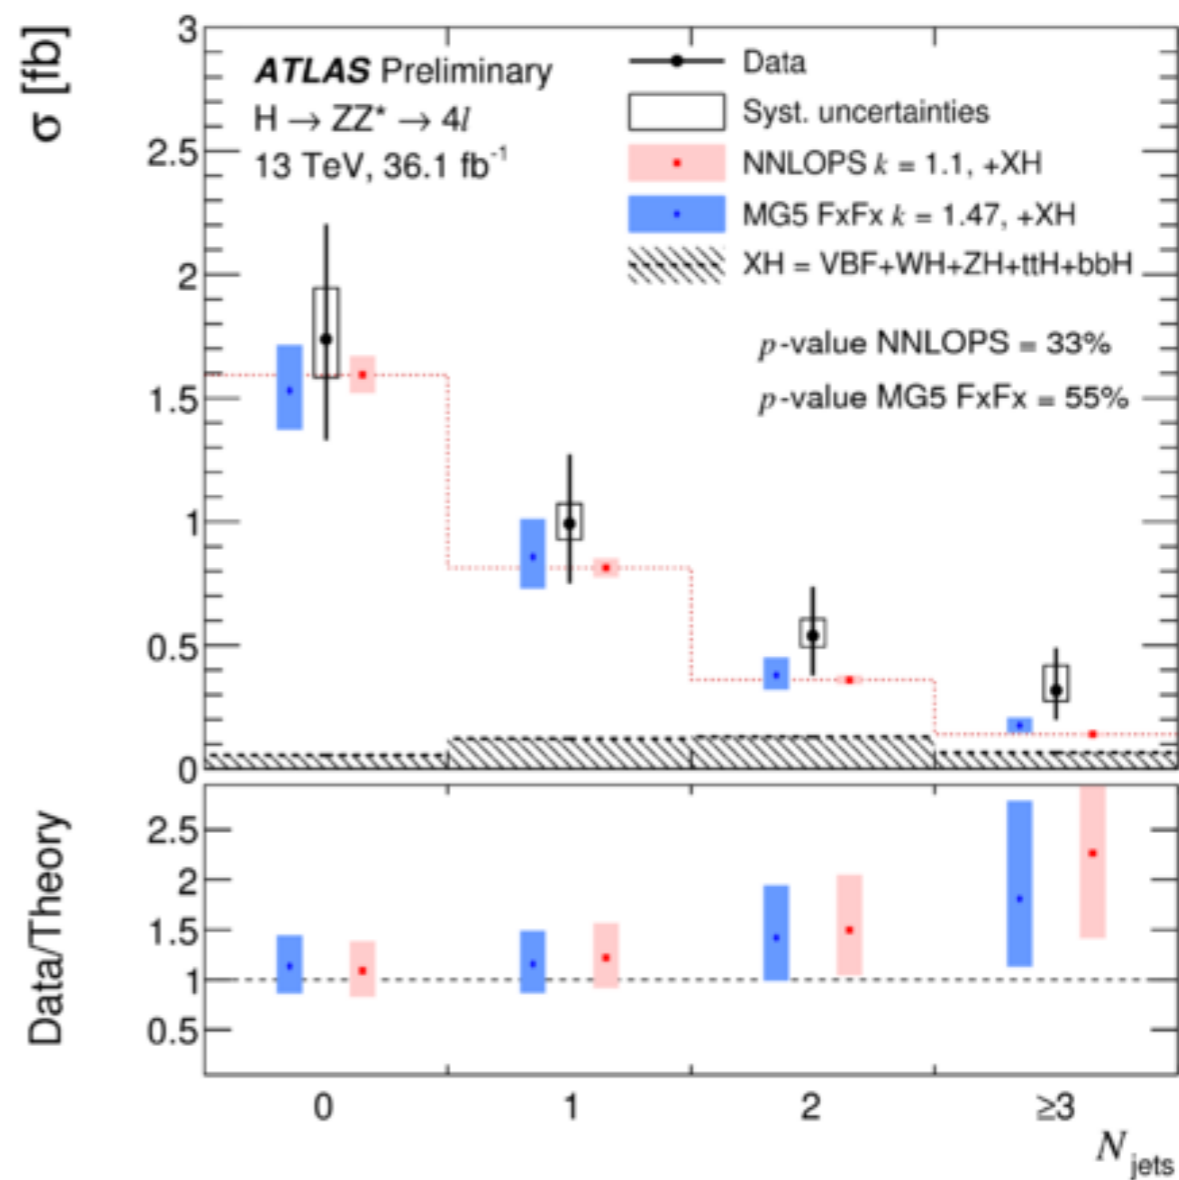 σ [fb]
3
2.5
2
1.5
1
0.5
0
ATLAS Preliminary
H → ZZ* → 4l
13 TeV, 36.1 fb⁻¹
Data
Syst. uncertainties
NNLOPS k = 1.1, +XH
MG5 FxFx k = 1.47, +XH
XH = VBF+WH+ZH+ttH+bbH
p-value NNLOPS = 33%
p-value MG5 FxFx = 55%
Data/Theory
2.5
2
1.5
1
0.5
0 1 2 ≥3
N jets